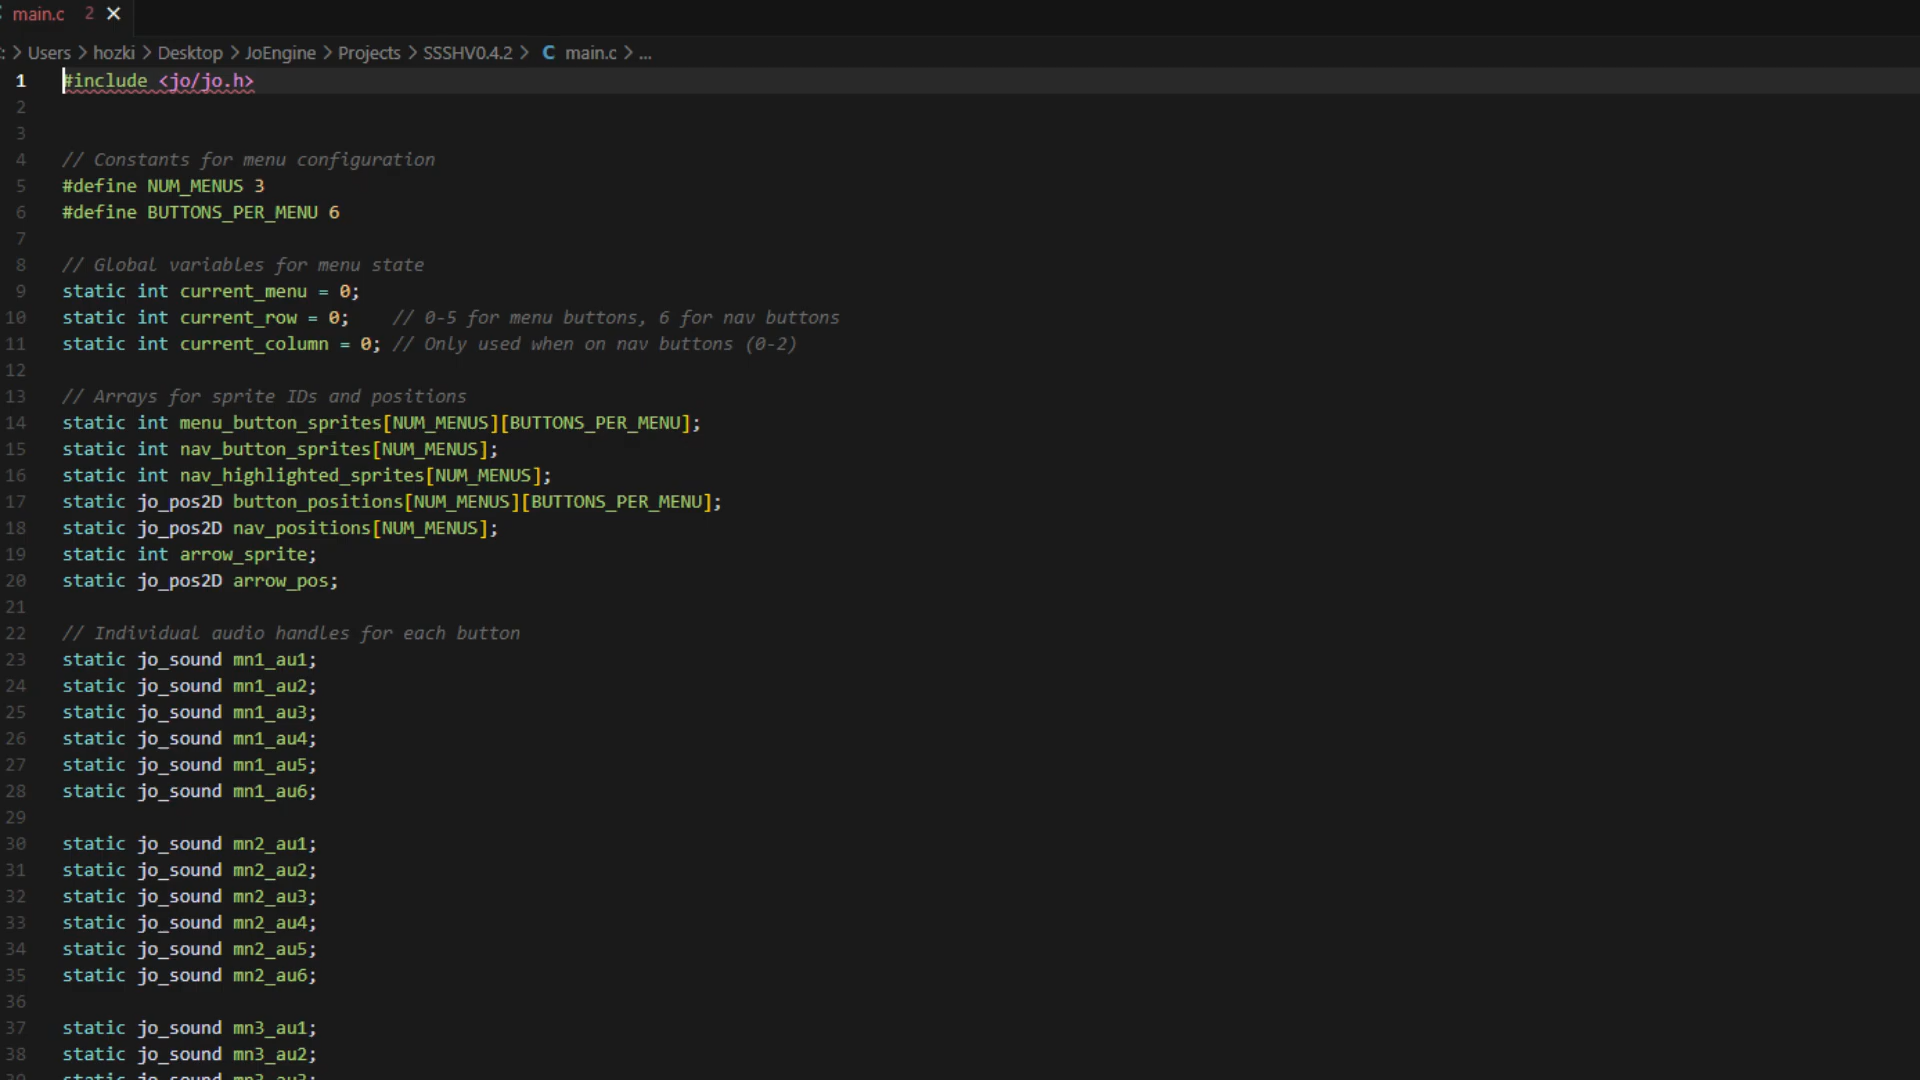 main.c 2
Users > hozki > Desktop > JoEngine > Projects > SSSHV0.4.2 > C main.c > ...
1 #include <jo/jo.h>
2
3
4 // Constants for menu configuration
5 #define NUM_MENUS 3
6 #define BUTTONS_PER_MENU 6
7
8 // Global variables for menu state
9 static int current_menu = 0;
10 static int current_row = 0;    // 0-5 for menu buttons, 6 for nav buttons
11 static int current_column = 0; // Only used when on nav buttons (0-2)
12
13 // Arrays for sprite IDs and positions
14 static int menu_button_sprites[NUM_MENUS][BUTTONS_PER_MENU];
15 static int nav_button_sprites[NUM_MENUS];
16 static int nav_highlighted_sprites[NUM_MENUS];
17 static jo_pos2D button_positions[NUM_MENUS][BUTTONS_PER_MENU];
18 static jo_pos2D nav_positions[NUM_MENUS];
19 static int arrow_sprite;
20 static jo_pos2D arrow_pos;
21
22 // Individual audio handles for each button
23 static jo_sound mn1_au1;
24 static jo_sound mn1_au2;
25 static jo_sound mn1_au3;
26 static jo_sound mn1_au4;
27 static jo_sound mn1_au5;
28 static jo_sound mn1_au6;
29
30 static jo_sound mn2_au1;
31 static jo_sound mn2_au2;
32 static jo_sound mn2_au3;
33 static jo_sound mn2_au4;
34 static jo_sound mn2_au5;
35 static jo_sound mn2_au6;
36
37 static jo_sound mn3_au1;
38 static jo_sound mn3_au2;
39 static jo_sound mn3_au3;